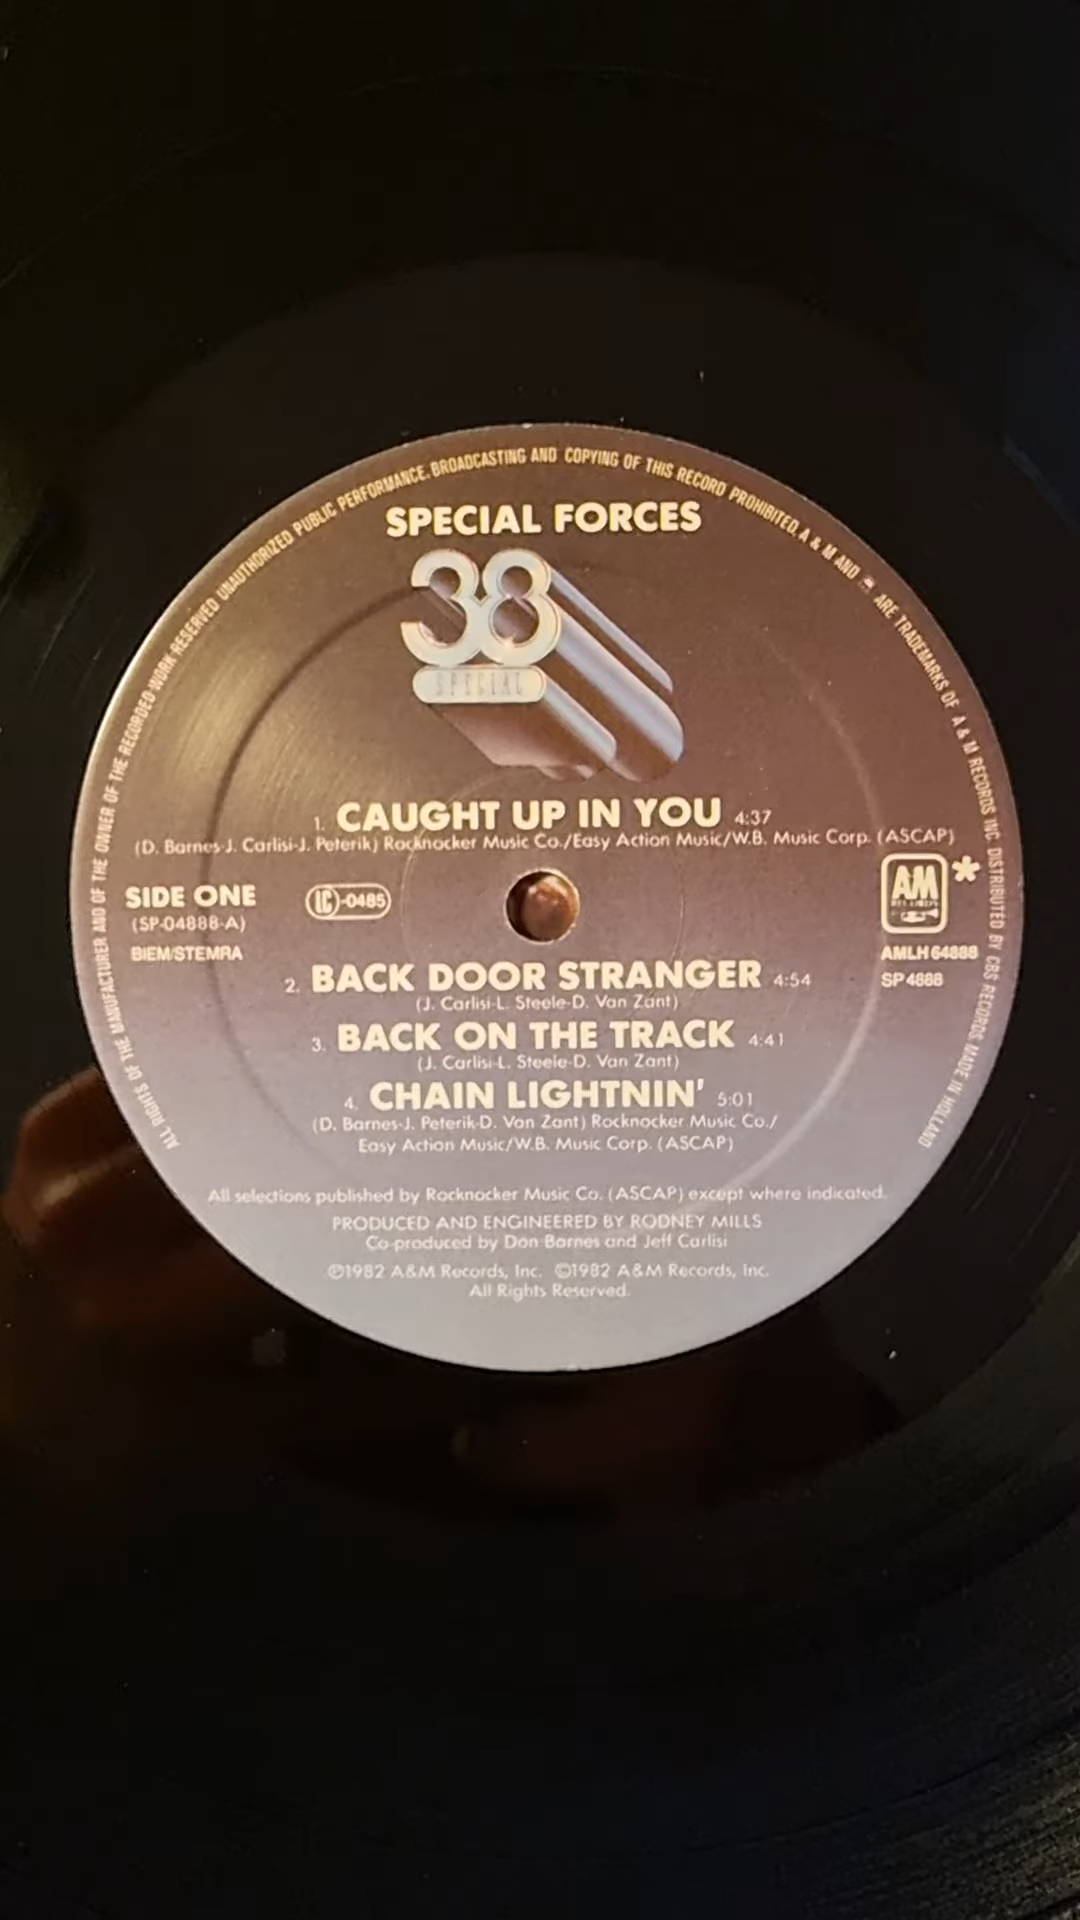 ALL RIGHTS OF THE MANUFACTURER AND OF THE OWNER OF THE RECORDED WORK RESERVED UNAUTHORIZED PUBLIC PERFORMANCE, BROADCASTING AND COPYING OF THIS RECORD PROHIBITED. A & M AND ARE TRADEMARKS OF A & M RECORDS INC. DISTRIBUTED BY CBS RECORDS. MADE IN HOLLAND
SPECIAL FORCES
38
SPECIAL
1. CAUGHT UP IN YOU 4:37
(D. Barnes-J. Carlisi-J. Peterik) Rocknocker Music Co./Easy Action Music/W.B. Music Corp. (ASCAP)
SIDE ONE
(SP-04888-A)
BIEM/STEMRA
LC-0485
AM
RECORDS
*
AMLH 64888
SP 4888
2. BACK DOOR STRANGER 4:54
(J. Carlisi-L. Steele-D. Van Zant)
3. BACK ON THE TRACK 4:41
(J. Carlisi-L. Steele-D. Van Zant)
4. CHAIN LIGHTNIN' 5:01
(D. Barnes-J. Peterik-D. Van Zant) Rocknocker Music Co./
Easy Action Music/W.B. Music Corp. (ASCAP)
All selections published by Rocknocker Music Co. (ASCAP) except where indicated.
PRODUCED AND ENGINEERED BY RODNEY MILLS
Co-produced by Don Barnes and Jeff Carlisi
℗1982 A&M Records, Inc. ©1982 A&M Records, Inc.
All Rights Reserved.